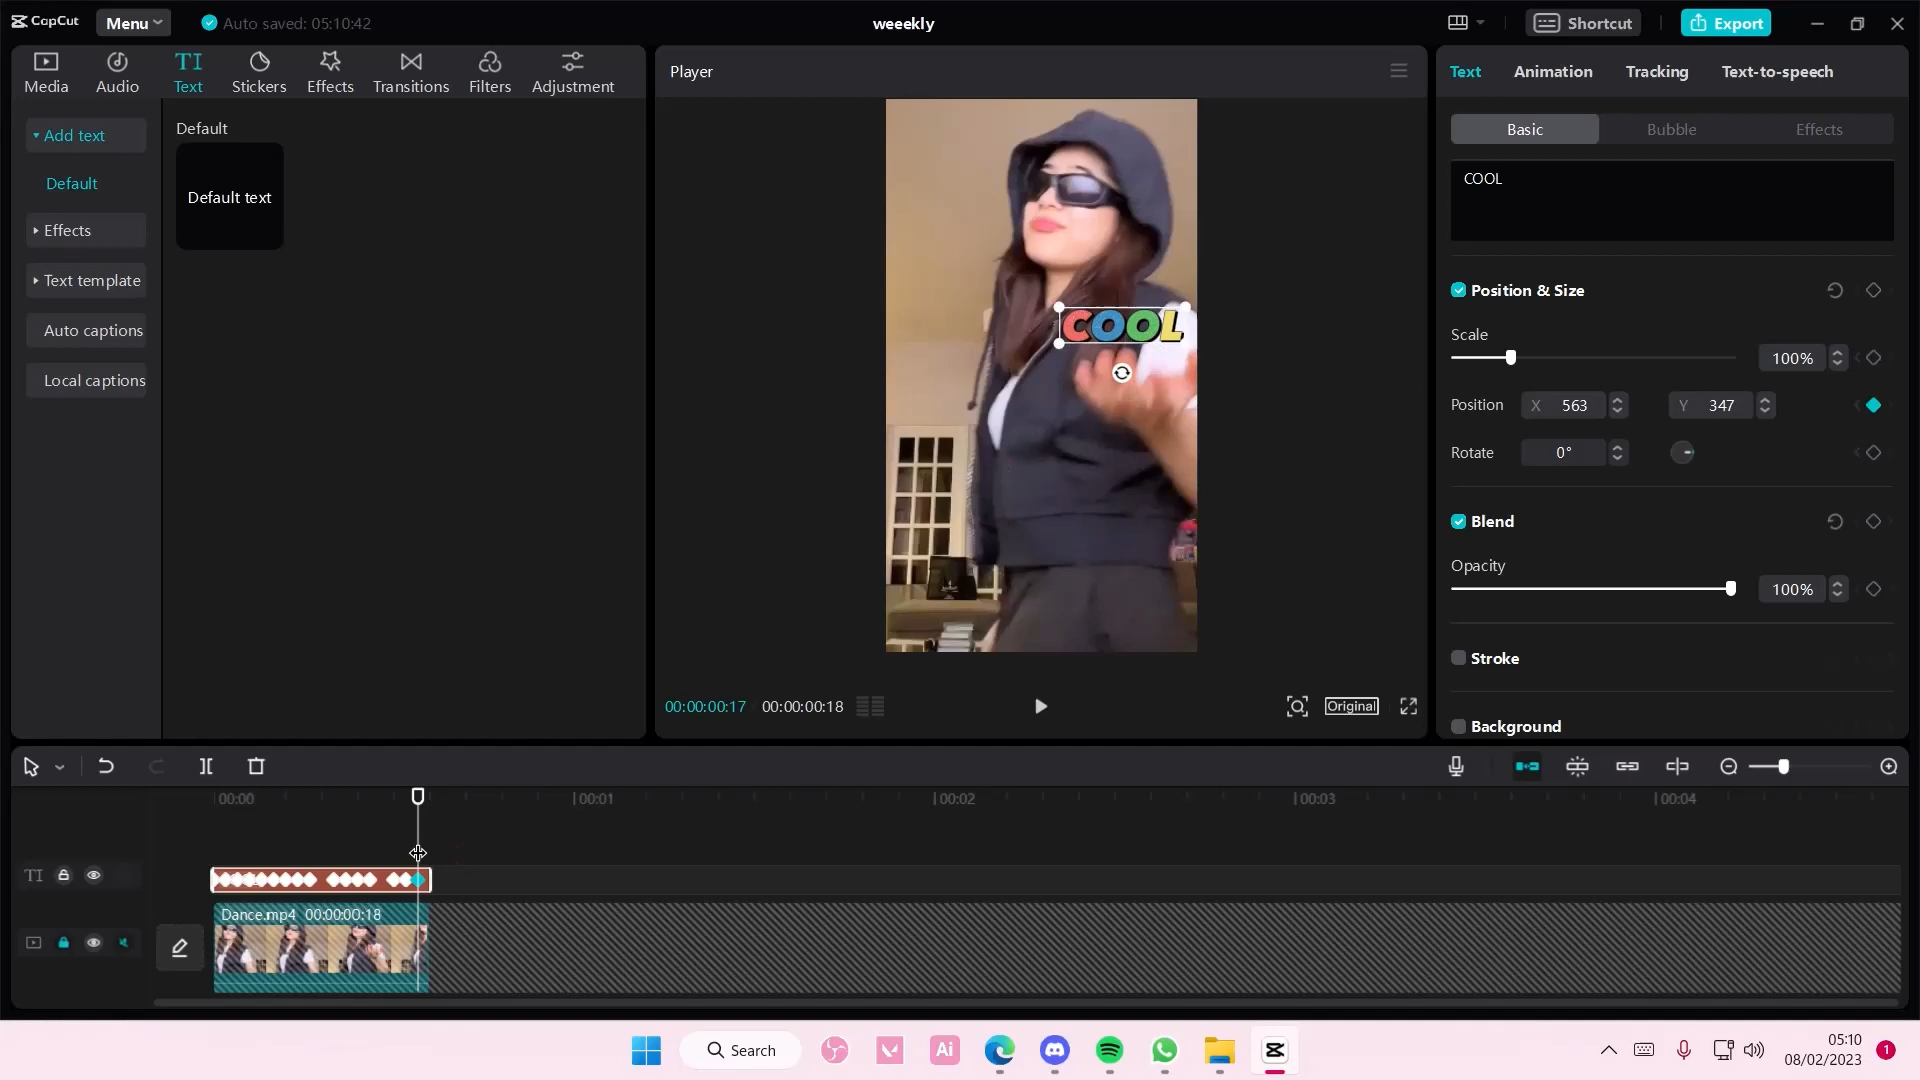 CapCut
Menu
Auto saved: 05:10:42
weeekly
Shortcut
Export
Media
Audio
TI
Text
Stickers
Effects
Transitions
Filters
Adjustment
Add text
Default
Effects
Text template
Auto captions
Local captions
Default
Default text
Player
COOL
00:00:00:17
00:00:00:18
Original
Text
Animation
Tracking
Text-to-speech
Basic
Bubble
Effects
COOL
Position & Size
Scale
100%
Position
X 563
Y 347
Rotate
0°
Blend
Opacity
100%
Stroke
Background
00:00
00:01
00:02
00:03
00:04
TI
Dance.mp4 00:00:00:18
Search
Ai
05:10
08/02/2023
1